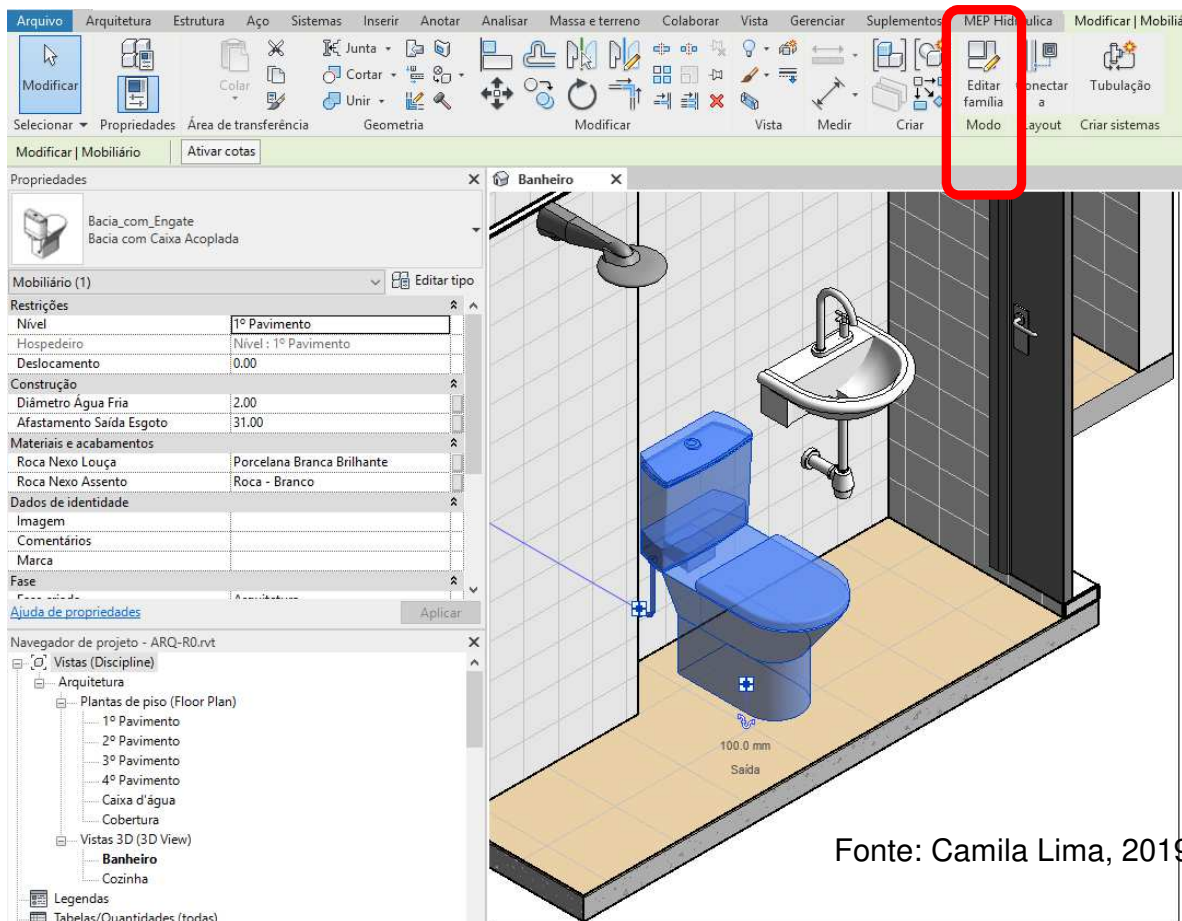 Arquivo Arquitetura Estrutura Aço Sistemas Inserir Anotar Analisar Massa e terreno Colaborar Vista Gerenciar Suplementos MEP Hidráulica Modificar | Mobiliá
Modificar Colar Junta Cortar Unir Editar família onectar a Tubulação
Selecionar Propriedades Área de transferência Geometria Modificar Vista Medir Criar Modo ayout Criar sistemas
Modificar | Mobiliário Ativar cotas
Propriedades
Banheiro
Bacia_com_Engate
Bacia com Caixa Acoplada
Mobiliário (1) Editar tipo
Restrições
Nível 1º Pavimento
Hospedeiro Nível : 1º Pavimento
Deslocamento 0.00
Construção
Diâmetro Água Fria 2.00
Afastamento Saída Esgoto 31.00
Materiais e acabamentos
Roca Nexo Louça Porcelana Branca Brilhante
Roca Nexo Assento Roca - Branco
Dados de identidade
Imagem
Comentários
Marca
Fase
Ajuda de propriedades Aplicar
Navegador de projeto - ARQ-R0.rvt
Vistas (Discipline)
Arquitetura
Plantas de piso (Floor Plan)
1º Pavimento
2º Pavimento
3º Pavimento
4º Pavimento
Caixa d'água
Cobertura
Vistas 3D (3D View)
Banheiro
Cozinha
Legendas
Tabelas/Quantidades (todas)
100.0 mm
Saída
Fonte: Camila Lima, 2019